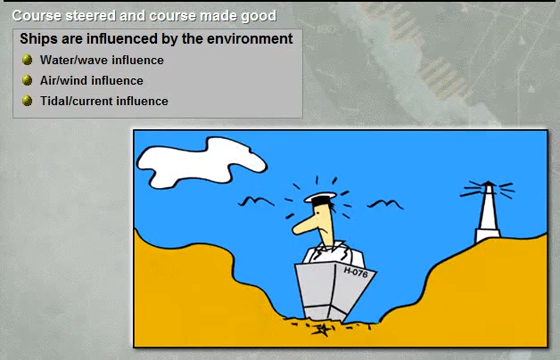 Course steered and course made good
Ships are influenced by the environment
Water/wave influence
Air/wind influence
Tidal/current influence
H-076